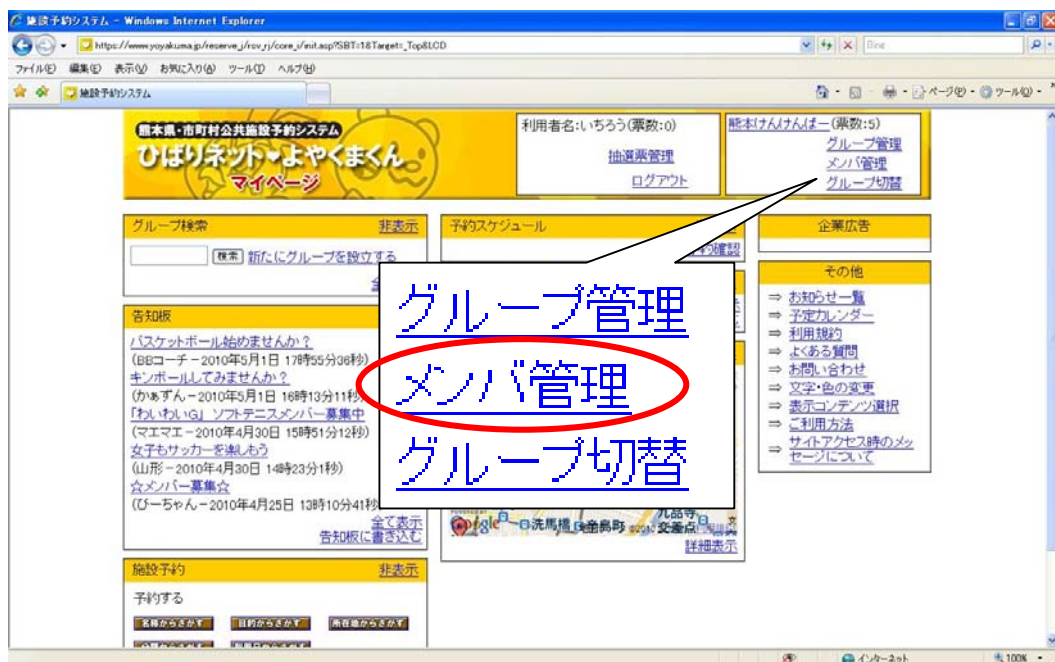 施設予約システム - Windows Internet Explorer
https://www.yoyakuma.jp/reserve_j/rsv_rj/core_i/init.asp?SBT=1&Target=_Top&LCD
Bing
ファイル(F) 編集(E) 表示(V) お気に入り(A) ツール(T) ヘルプ(H)
施設予約システム
ページ(P) ツール(O)
熊本県・市町村公共施設予約システム
ひばりネット♥よやくまくん
マイページ
利用者名:いちろう(票数:0)
抽選票管理
ログアウト
熊本けんけんぱー(票数:5)
グループ管理
メンバ管理
グループ切替
グループ検索 非表示
検索 新たにグループを設立する
告知板
バスケットボール始めませんか?
(BBコーチ-2010年5月1日 17時55分36秒)
キンボールしてみませんか?
(かぁずん-2010年5月1日 16時13分11秒)
「わいわいG」 ソフトテニスメンバー募集中
(マエマエ-2010年4月30日 15時51分12秒)
女子もサッカーを楽しもう
(山形-2010年4月30日 14時23分1秒)
☆メンバー募集☆
(びーちゃん-2010年4月25日 13時10分41秒)
全て表示
告知板に書き込む
施設予約 非表示
予約する
名称からさがす 目的からさがす 所在地からさがす
予約スケジュール
約確認
グループ管理
メンバ管理
グループ切替
洗馬橋
九品寺
交差点
詳細表示
企業広告
その他
⇒ お知らせ一覧
⇒ 予定カレンダー
⇒ 利用規約
⇒ よくある質問
⇒ お問い合わせ
⇒ 文字・色の変更
⇒ 表示コンテンツ選択
⇒ ご利用方法
⇒ サイトアクセス時のメッ
セージについて
インターネット
100%